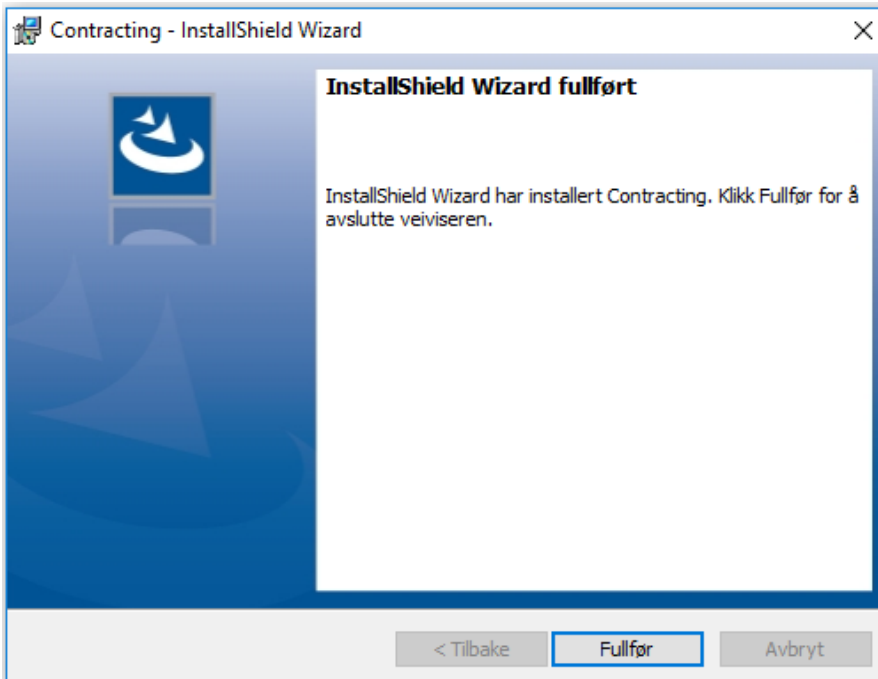 Contracting - InstallShield Wizard
InstallShield Wizard fullført
InstallShield Wizard har installert Contracting. Klikk Fullfør for å
avslutte veiviseren.
< Tilbake
Fullfør
Avbryt